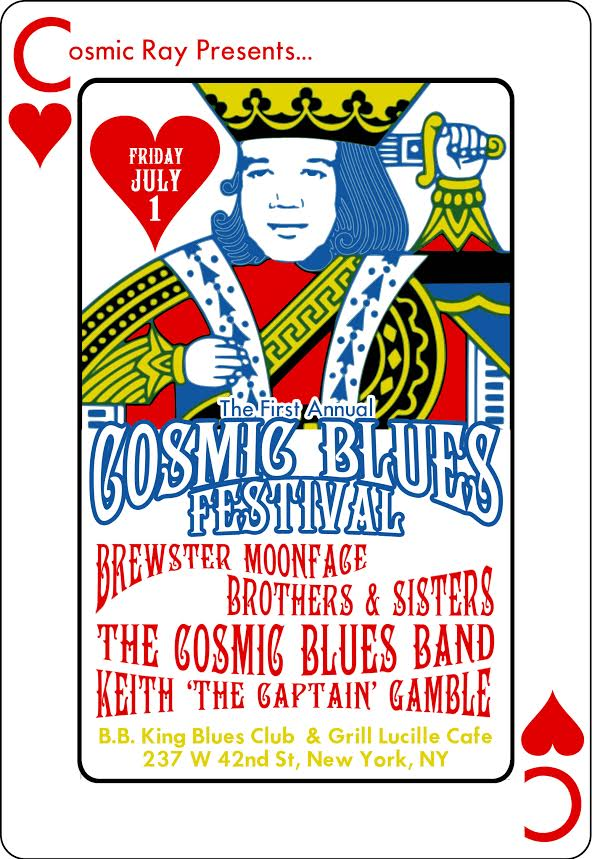 Cosmic Ray Presents...
FRIDAY
JULY
1
The First Annual
COSMIC BLUES
FESTIVAL
BREWSTER MOONFACE
BROTHERS & SISTERS
THE COSMIC BLUES BAND
KEITH 'THE CAPTAIN' GAMBLE
B.B. King Blues Club & Grill Lucille Cafe
237 W 42nd St, New York, NY
C